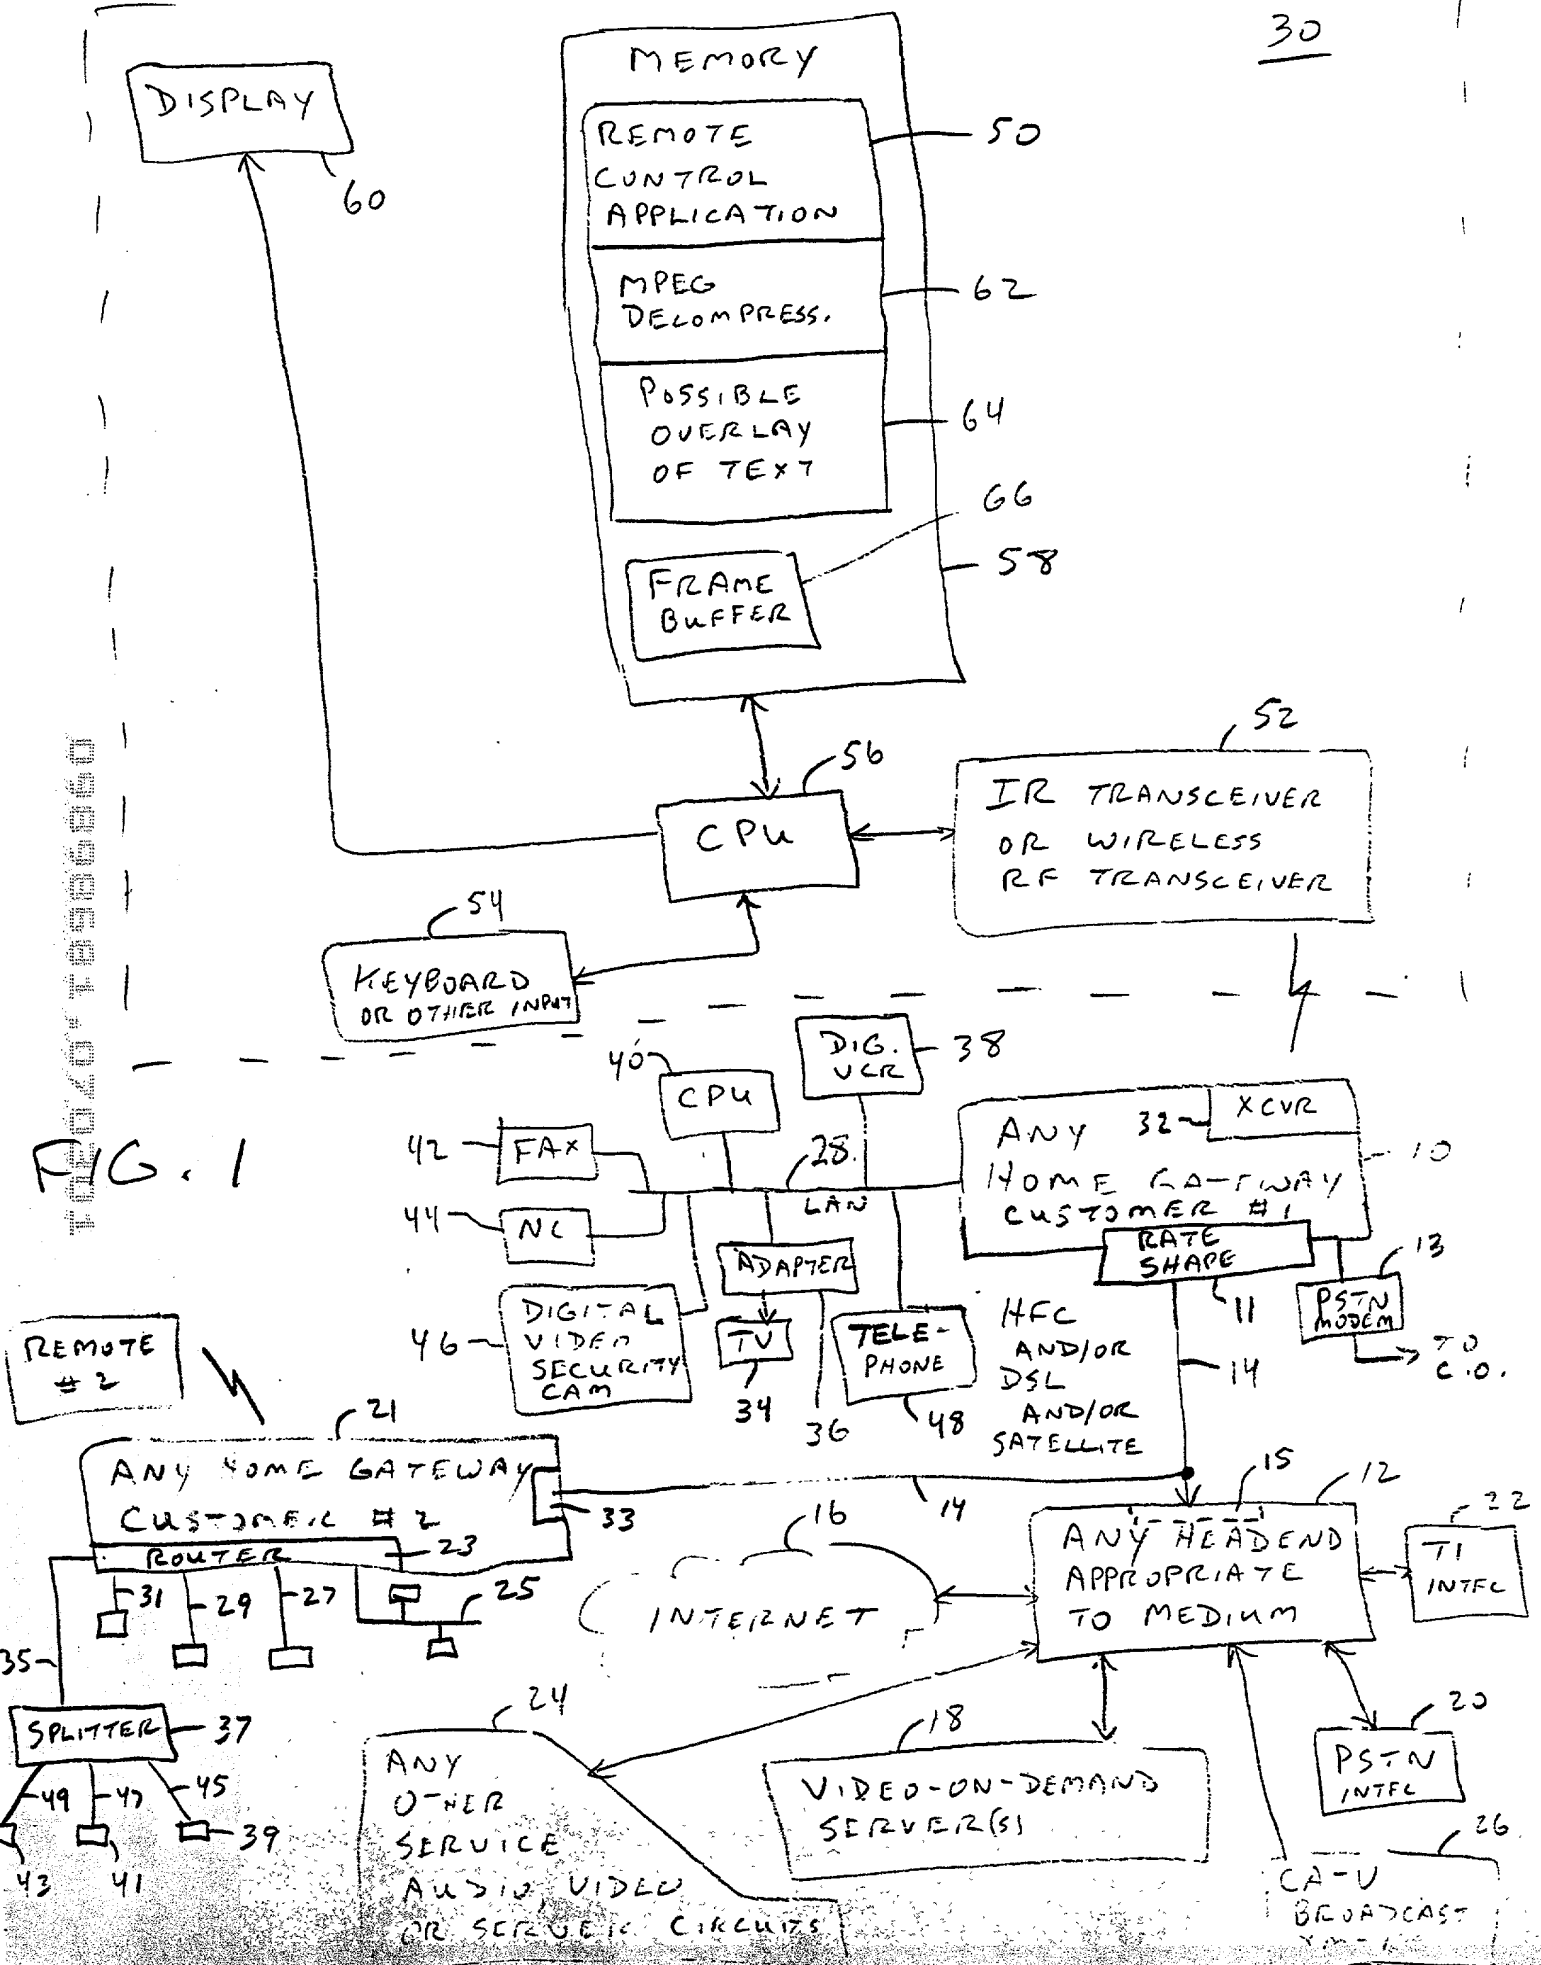 30
DISPLAY
60
MEMORY
REMOTE
CONTROL
APPLICATION
50
MPEG
DECOMPRESS.
62
POSSIBLE
OVERLAY
OF TEXT
64
66
FRAME
BUFFER
58
52
56
CPU
IR TRANSCEIVER
OR WIRELESS
RF TRANSCEIVER
54
KEYBOARD
OR OTHER INPUT
FIG. 1
40
CPU
DIG.
VCR
38
42
FAX
28
LAN
44
NC
ANY
32
XCVR
HOME GATEWAY
CUSTOMER #1
10
RATE
SHAPE
11
13
PSTN
MODEM
TO
C.O.
ADAPTER
36
TV
34
46
DIGITAL
VIDEO
SECURITY
CAM
TELE-
PHONE
48
HFC
AND/OR
DSL
AND/OR
SATELLITE
14
REMOTE
#2
21
ANY HOME GATEWAY
CUSTOMER #2
33
ROUTER
23
31
29
27
25
14
16
INTERNET
15
12
ANY HEADEND
APPROPRIATE
TO MEDIUM
22
T1
INTFC
35
SPLITTER
37
49
47
45
43
41
39
24
ANY
OTHER
SERVICE
AUDIO, VIDEO
OR SERVER CIRCUITS
18
VIDEO-ON-DEMAND
SERVER(S)
20
PSTN
INTFC
26
BROADCAST